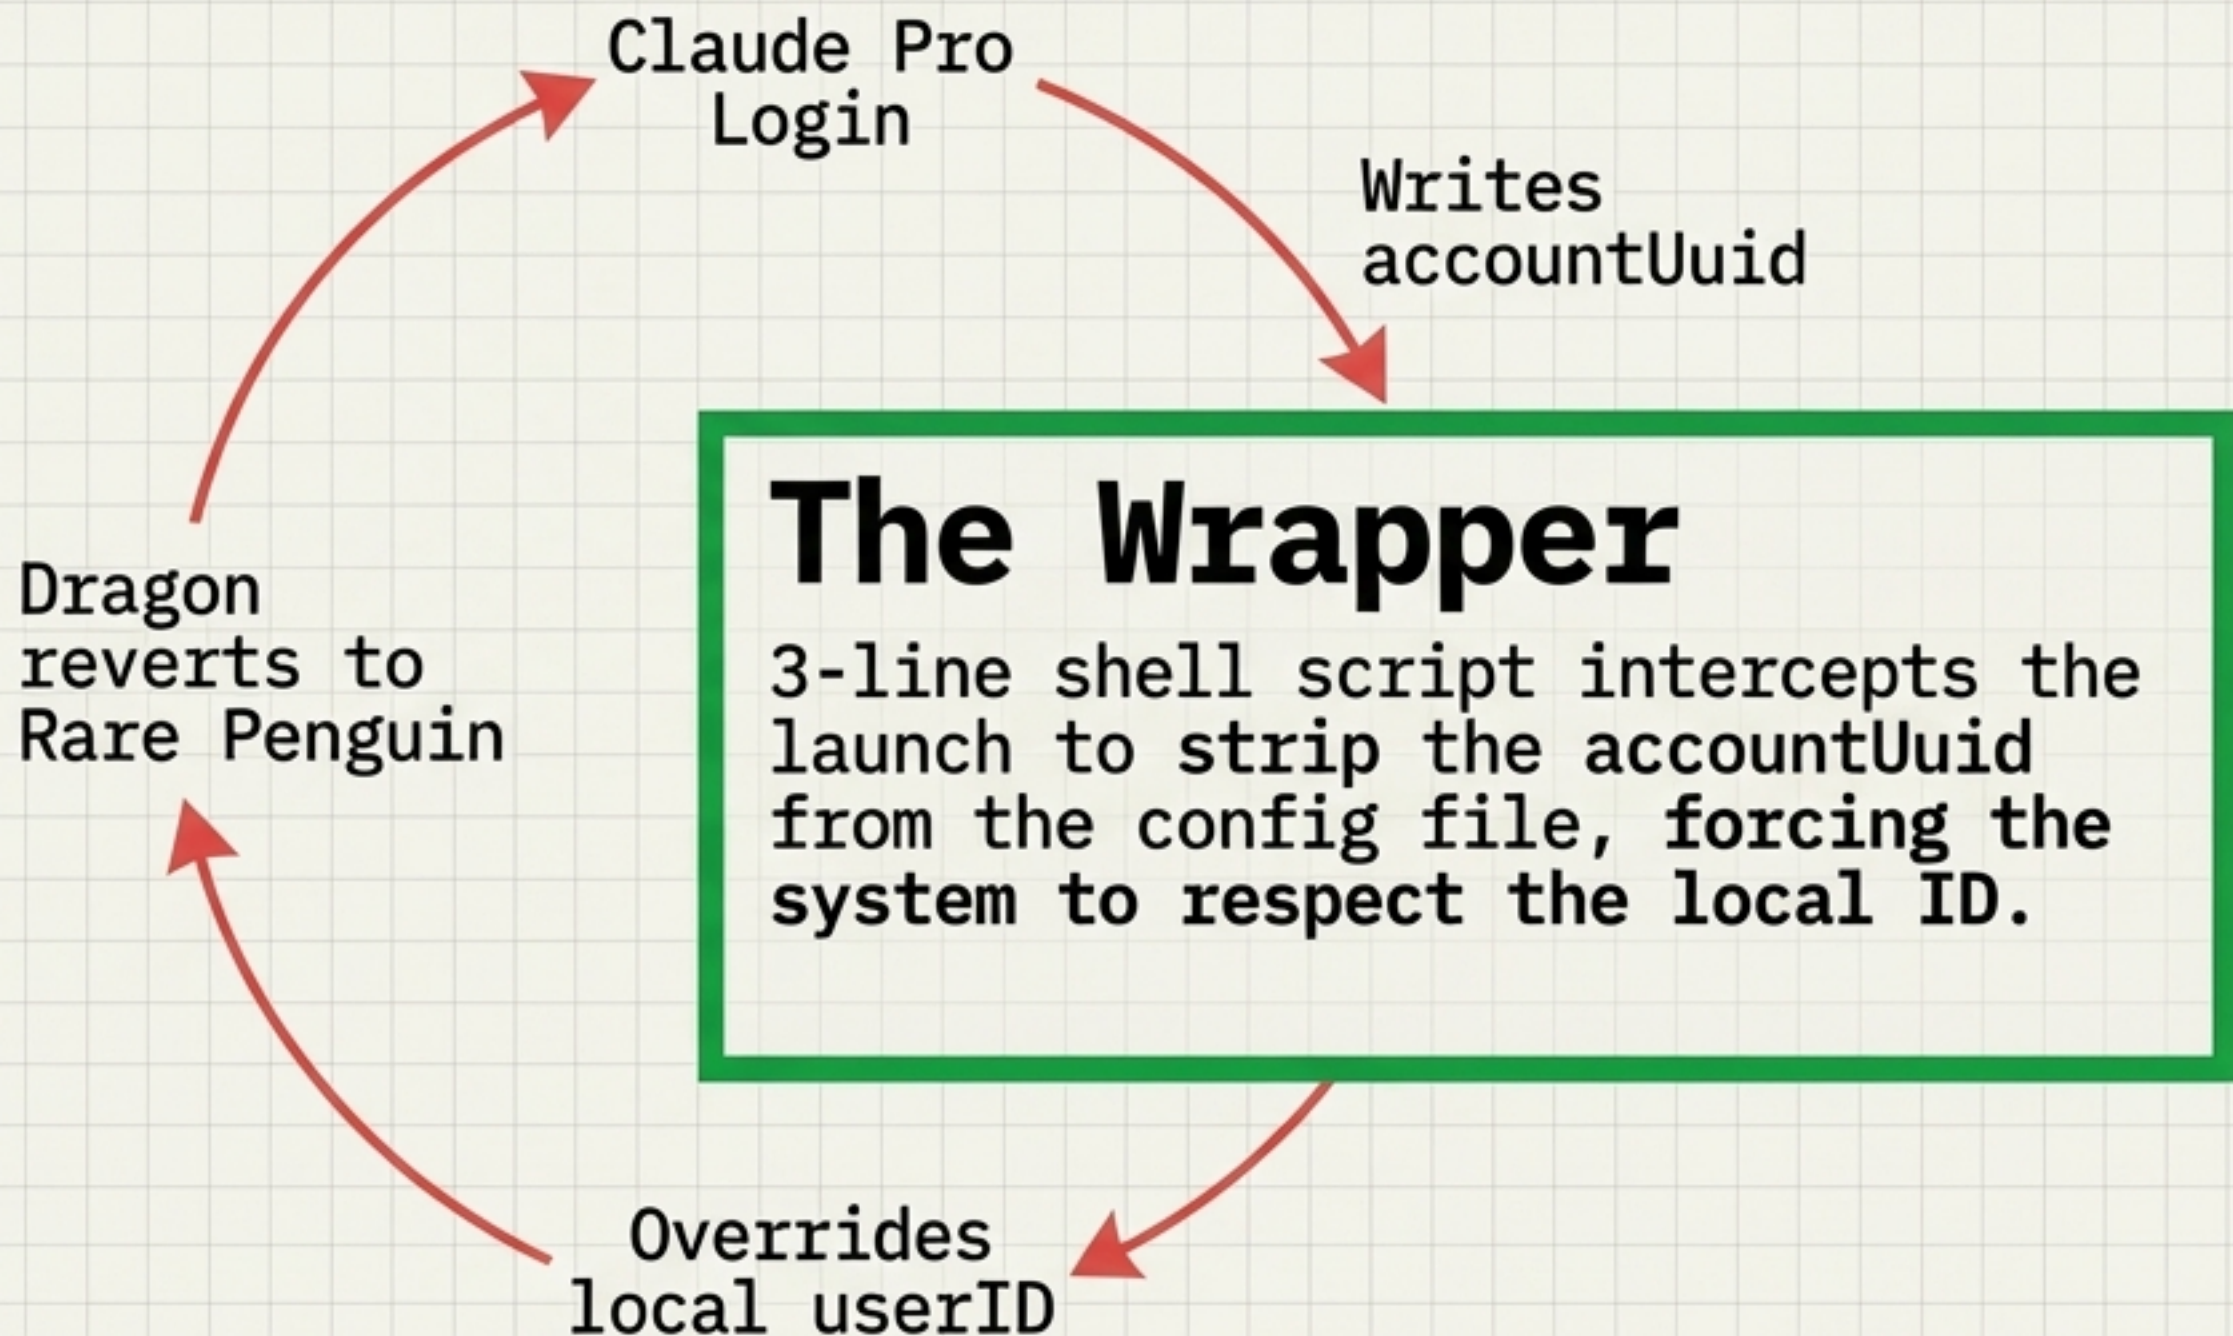 Claude Pro
Login
Writes
accountUuid
The Wrapper
3-line shell script intercepts the
launch to strip the accountUuid
from the config file, forcing the
system to respect the local ID.
Dragon
reverts to
Rare Penguin
Overrides
local userID